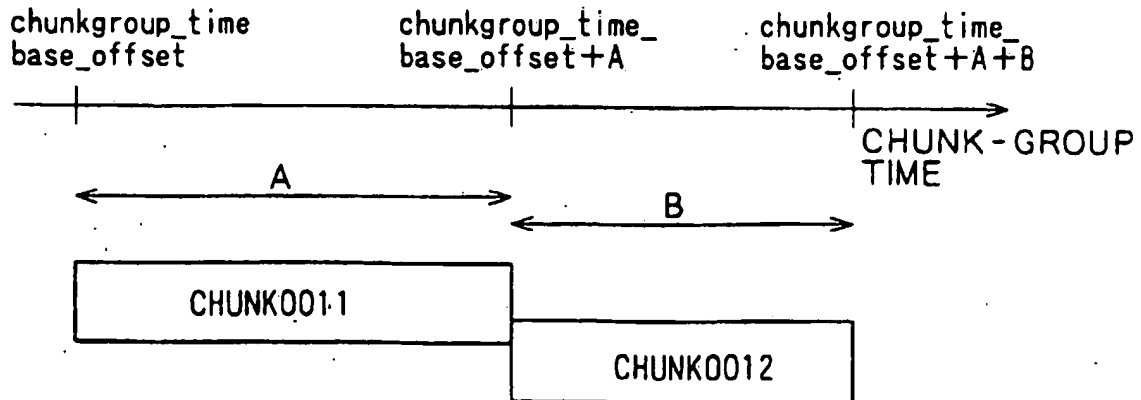 chunkgroup_time
base_offset
chunkgroup_time_
base_offset+A
chunkgroup_time_
base_offset+A+B
CHUNK-GROUP
TIME
A
B
CHUNK0011
CHUNK0012